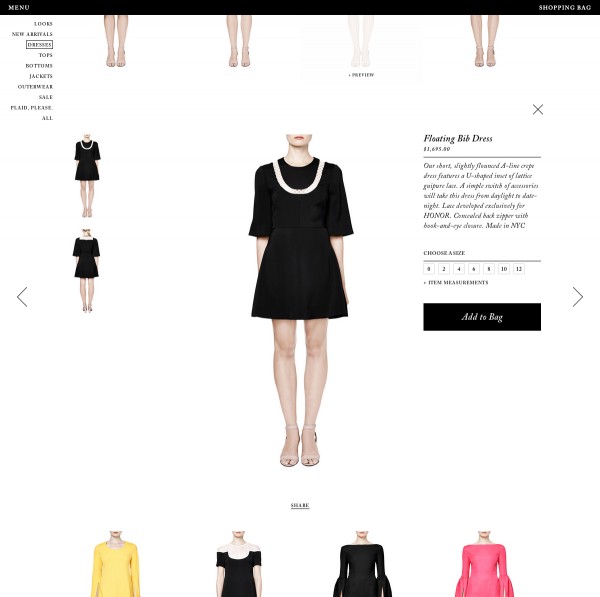 MENU
SHOPPING BAG
LOOKS
NEW ARRIVALS
DRESSES
TOPS
BOTTOMS
JACKETS
OUTERWEAR
SALE
PLAID, PLEASE.
ALL
+ PREVIEW
Floating Bib Dress
$1,695.00
Our short, slightly flounced A-line crepe
dress features a U-shaped inset of lattice
guipure lace. A simple switch of accessories
will take this dress from daylight to date-
night. Lace developed exclusively for
HONOR. Concealed back zipper with
hook-and-eye closure. Made in NYC
CHOOSE A SIZE
0 2 4 6 8 10 12
+ ITEM MEASUREMENTS
Add to Bag
SHARE